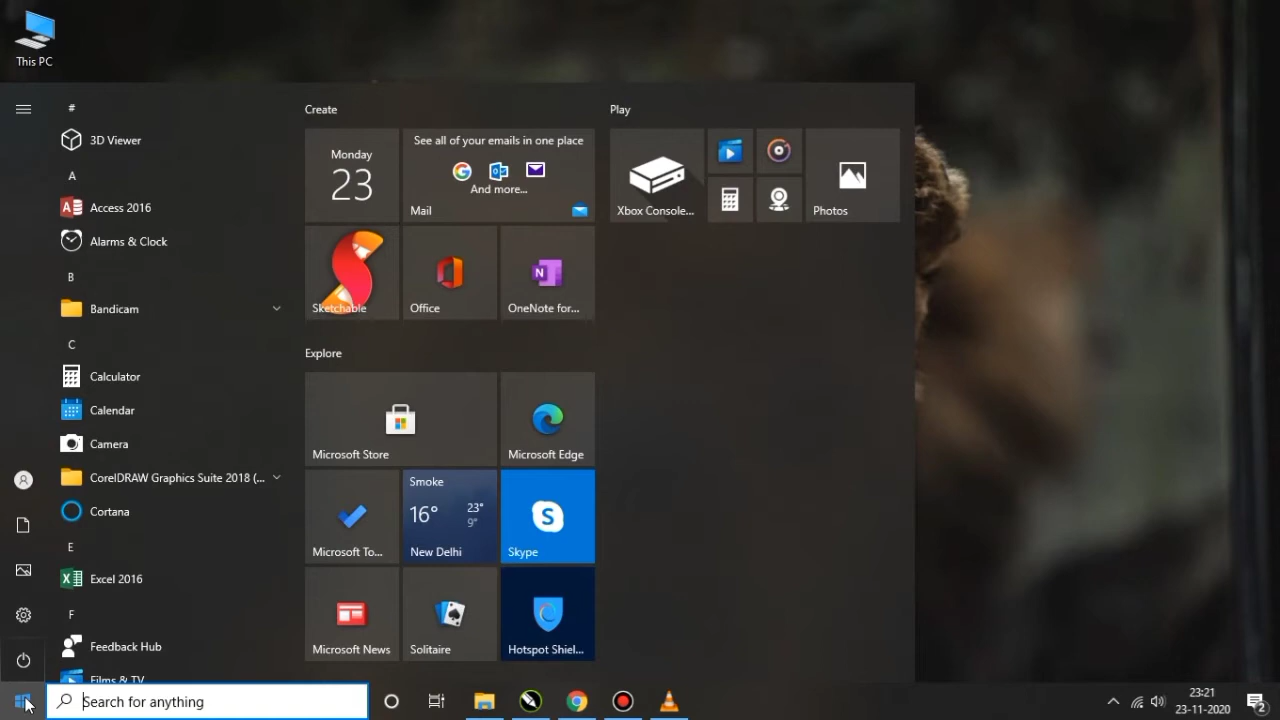 This PC
#
3D Viewer
A
Access 2016
Alarms & Clock
B
Bandicam
C
Calculator
Calendar
Camera
CorelDRAW Graphics Suite 2018 (...
Cortana
E
Excel 2016
F
Feedback Hub
Films & TV
Create
Monday
23
See all of your emails in one place
And more...
Mail
Sketchable
Office
OneNote for...
Explore
Microsoft Store
Microsoft Edge
Microsoft To...
Smoke
16°
23°
9°
New Delhi
S
Skype
Microsoft News
Solitaire
Hotspot Shiel...
Play
Xbox Console...
Photos
Search for anything
23:21
23-11-2020
2